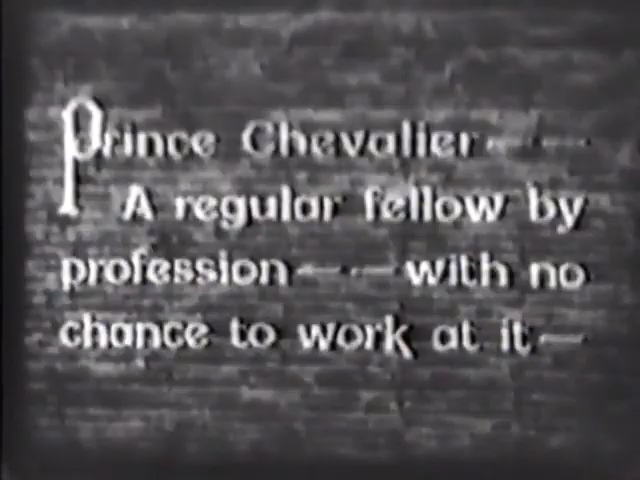 Prince Chevalier — —
A regular fellow by
profession — — with no
chance to work at it —